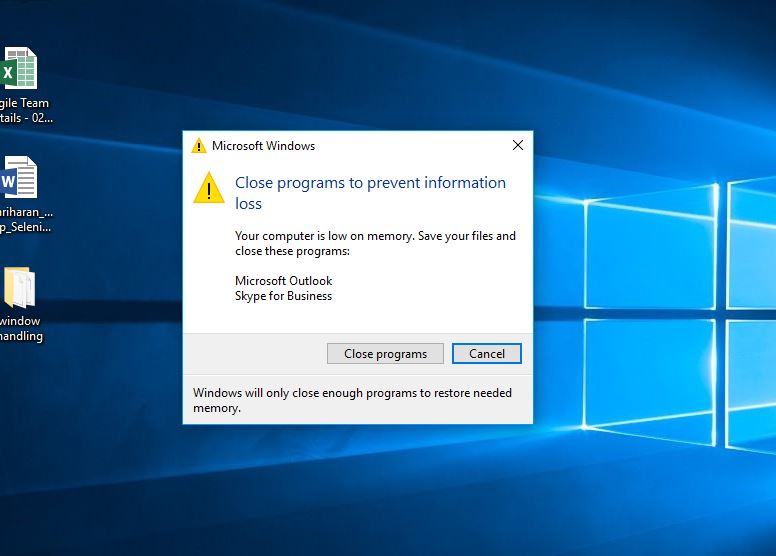 gile Team
tails - 02...
riharan_...
p_Seleni...
window
handling
Microsoft Windows
Close programs to prevent information
loss
Your computer is low on memory. Save your files and
close these programs:
Microsoft Outlook
Skype for Business
Close programs
Cancel
Windows will only close enough programs to restore needed
memory.